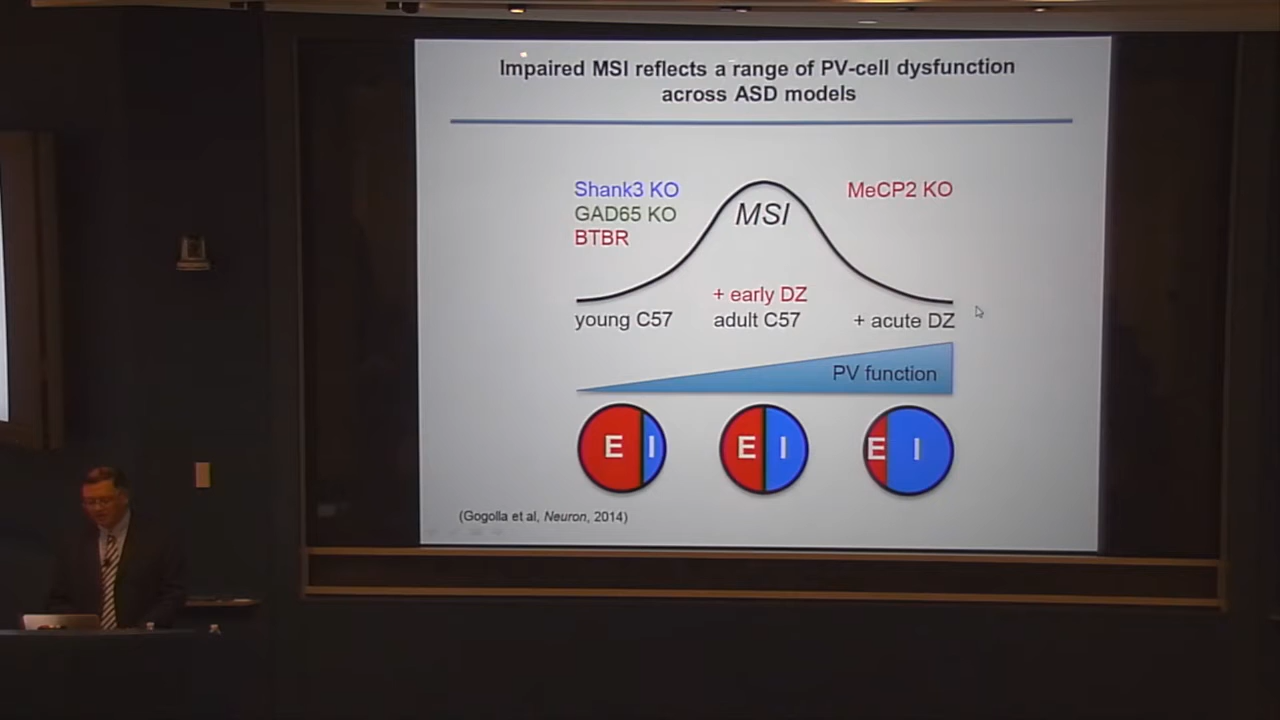 Impaired MSI reflects a range of PV-cell dysfunction
across ASD models
Shank3 KO
GAD65 KO
BTBR
MSI
MeCP2 KO
+ early DZ
young C57
adult C57
+ acute DZ
PV function
E I
E I
E I
(Gogolla et al, Neuron, 2014)